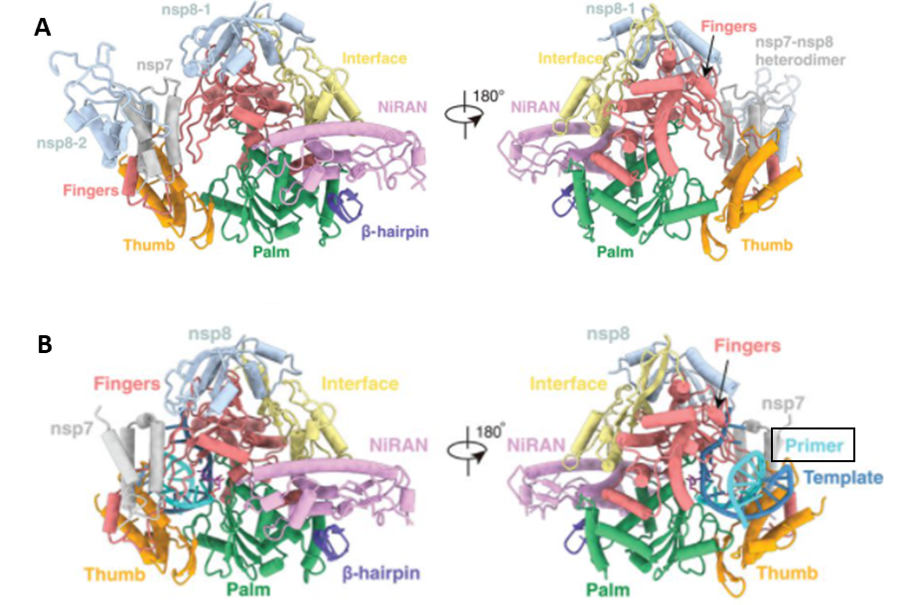 A
nsp8-1
nsp7
Interface
NiRAN
nsp8-2
Fingers
Thumb
Palm
β-hairpin
180°
nsp8-1
Fingers
nsp7-nsp8
heterodimer
Interface
NiRAN
Palm
Thumb
B
nsp8
Fingers
Interface
nsp7
NiRAN
Thumb
β-hairpin
Palm
180°
nsp8
Fingers
Interface
nsp7
NiRAN
Primer
Template
Thumb
Palm